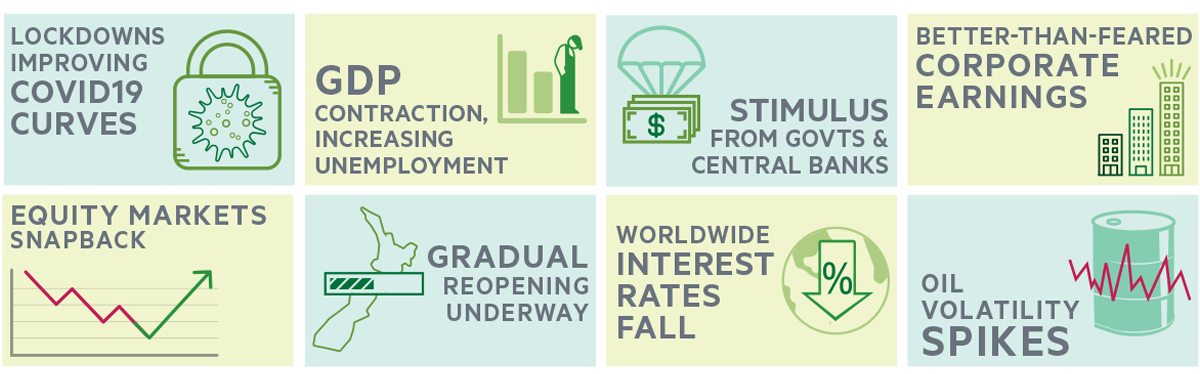 LOCKDOWNS
IMPROVING
COVID19
CURVES
GDP
CONTRACTION,
INCREASING
UNEMPLOYMENT
$
STIMULUS
FROM GOVTS &
CENTRAL BANKS
BETTER-THAN-FEARED
CORPORATE
EARNINGS
EQUITY MARKETS
SNAPBACK
GRADUAL
REOPENING
UNDERWAY
WORLDWIDE
INTEREST
RATES
FALL
%
OIL
VOLATILITY
SPIKES